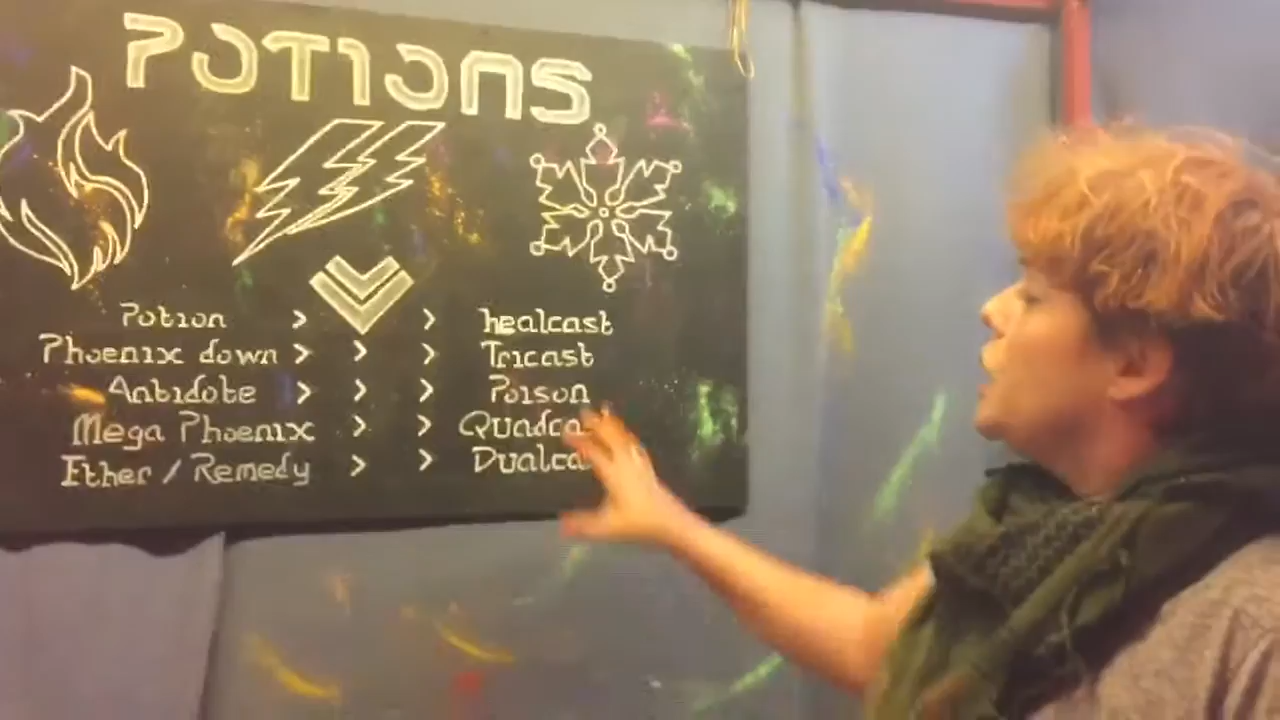 POTIONS
Potion > > healcast
Phoenix down > > > Tricast
Antidote > > > Poison
Mega Phoenix > >
Ether / Remedy > >